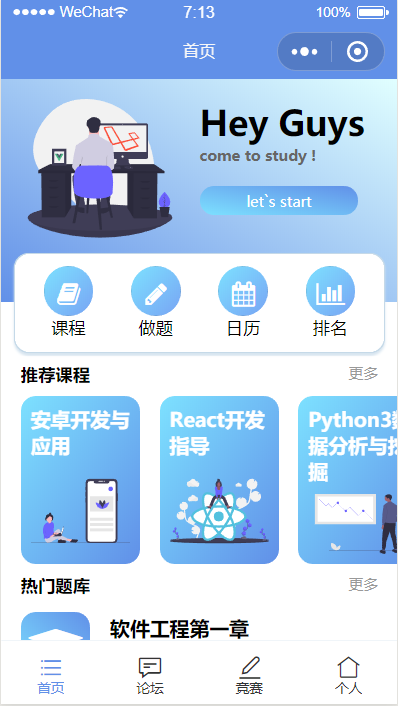 WeChat 7:13 100%
首页
Hey Guys
come to study !
let`s start
课程 做题 日历 排名
推荐课程 更多
安卓开发与
应用
React开发
指导
Python3数
据分析与挖
掘
热门题库 更多
软件工程第一章
首页 论坛 竞赛 个人